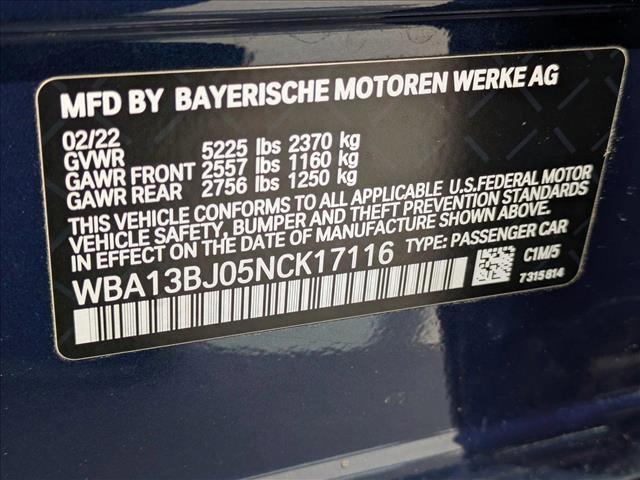 MFD BY BAYERISCHE MOTOREN WERKE AG
02/22
GVWR 5225 lbs 2370 kg
GAWR FRONT 2557 lbs 1160 kg
GAWR REAR 2756 lbs 1250 kg
THIS VEHICLE CONFORMS TO ALL APPLICABLE U.S.FEDERAL MOTOR
VEHICLE SAFETY, BUMPER AND THEFT PREVENTION STANDARDS
IN EFFECT ON THE DATE OF MANUFACTURE SHOWN ABOVE.
WBA13BJ05NCK17116 TYPE: PASSENGER CAR
C1M/5
7315814